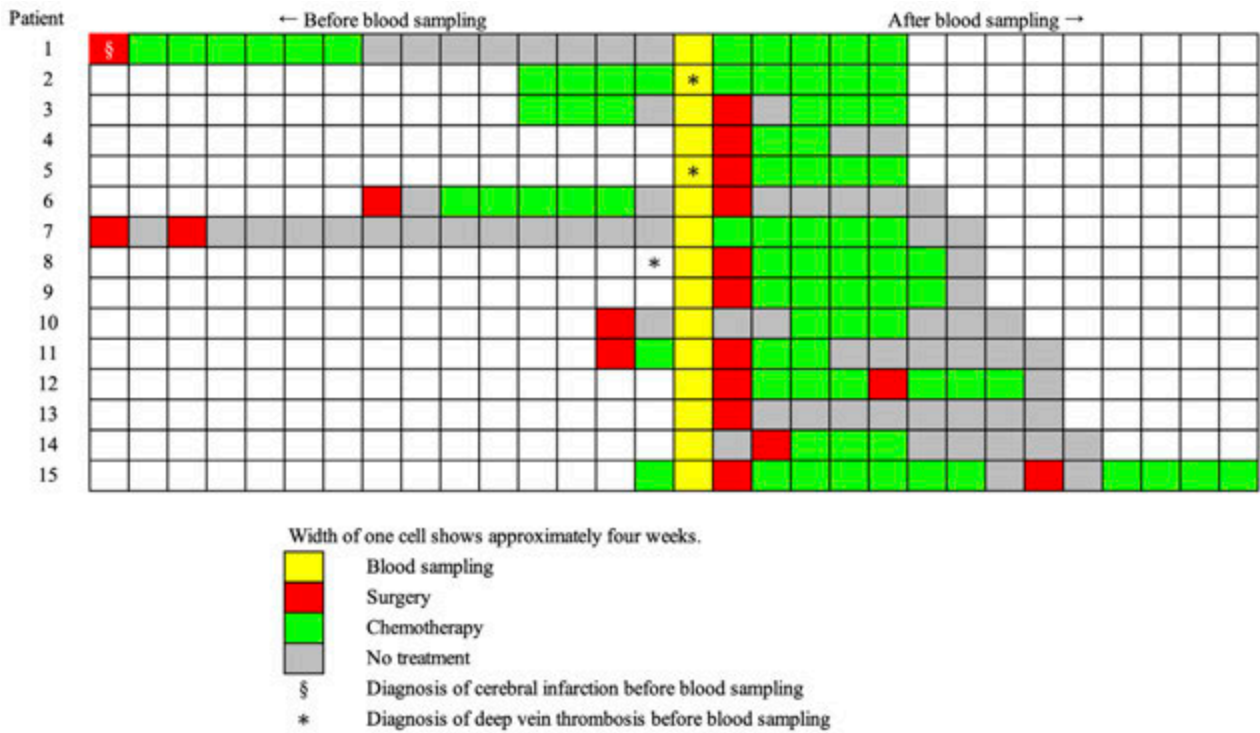 Patient ← Before blood sampling After blood sampling →
1 §
2 *
3
4
5 *
6
7
8 *
9
10
11
12
13
14
15
Width of one cell shows approximately four weeks.
Blood sampling
Surgery
Chemotherapy
No treatment
§ Diagnosis of cerebral infarction before blood sampling
* Diagnosis of deep vein thrombosis before blood sampling